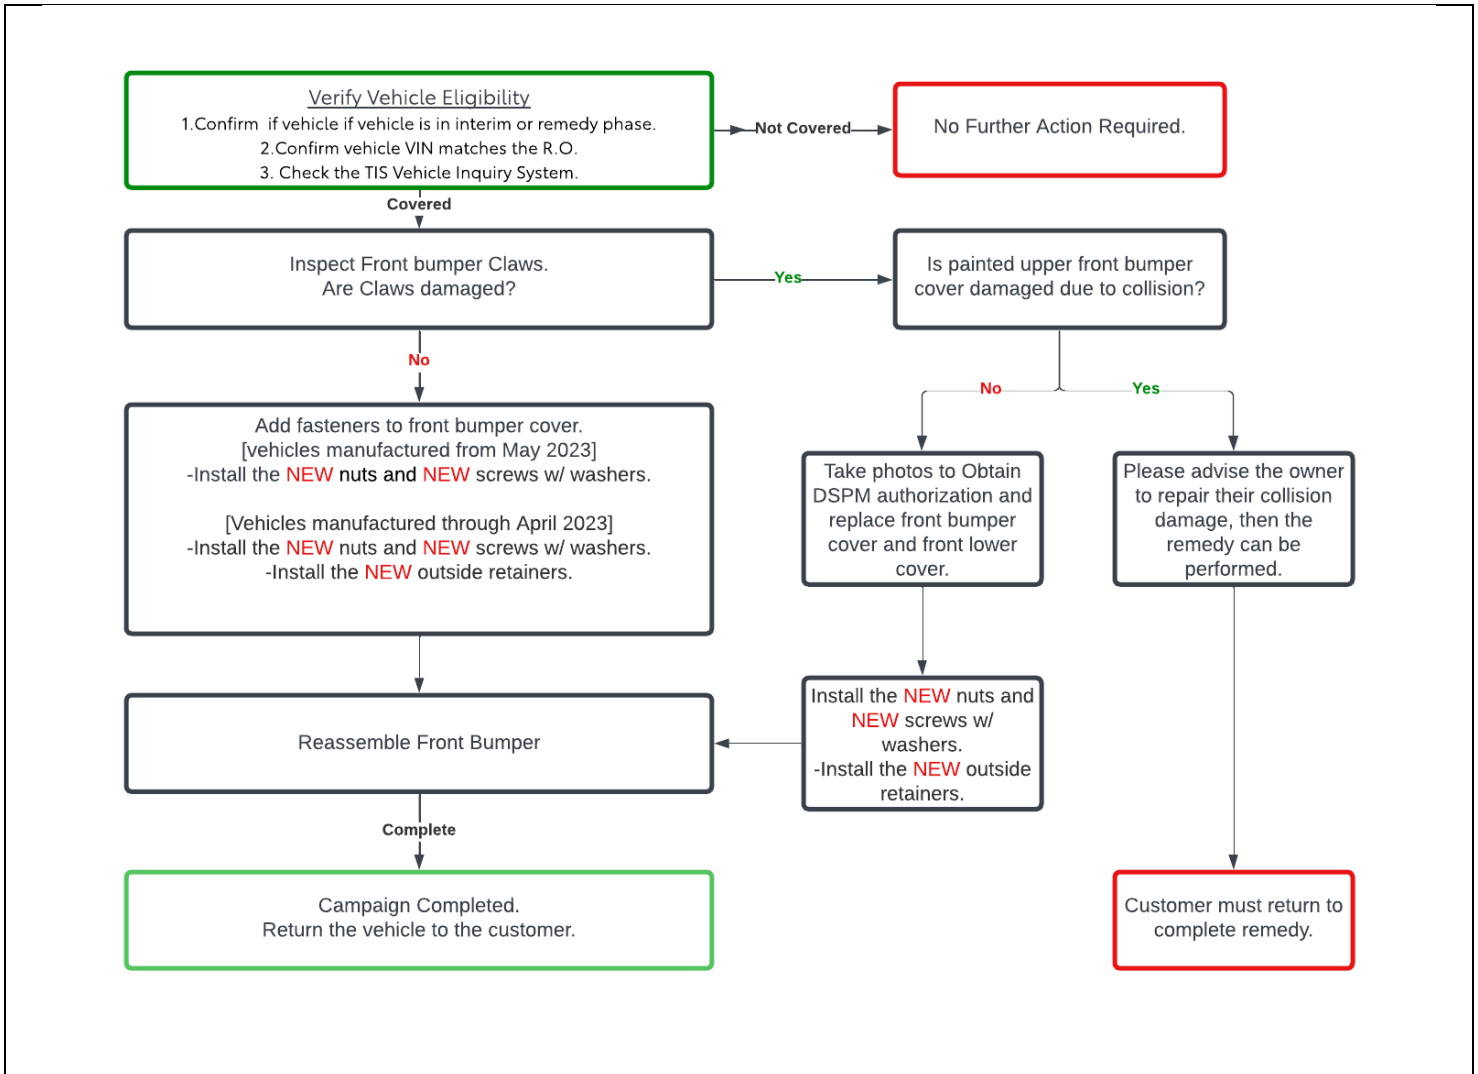 Verify Vehicle Eligibility
1.Confirm if vehicle if vehicle is in interim or remedy phase.
2.Confirm vehicle VIN matches the R.O.
3. Check the TIS Vehicle Inquiry System.
Not Covered
No Further Action Required.
Covered
Inspect Front bumper Claws.
Are Claws damaged?
Yes
Is painted upper front bumper
cover damaged due to collision?
No
No
Yes
Add fasteners to front bumper cover.
[vehicles manufactured from May 2023]
-Install the NEW nuts and NEW screws w/ washers.
[Vehicles manufactured through April 2023]
-Install the NEW nuts and NEW screws w/ washers.
-Install the NEW outside retainers.
Take photos to Obtain
DSPM authorization and
replace front bumper
cover and front lower
cover.
Please advise the owner
to repair their collision
damage, then the
remedy can be
performed.
Reassemble Front Bumper
Install the NEW nuts and
NEW screws w/
washers.
-Install the NEW outside
retainers.
Complete
Campaign Completed.
Return the vehicle to the customer.
Customer must return to
complete remedy.